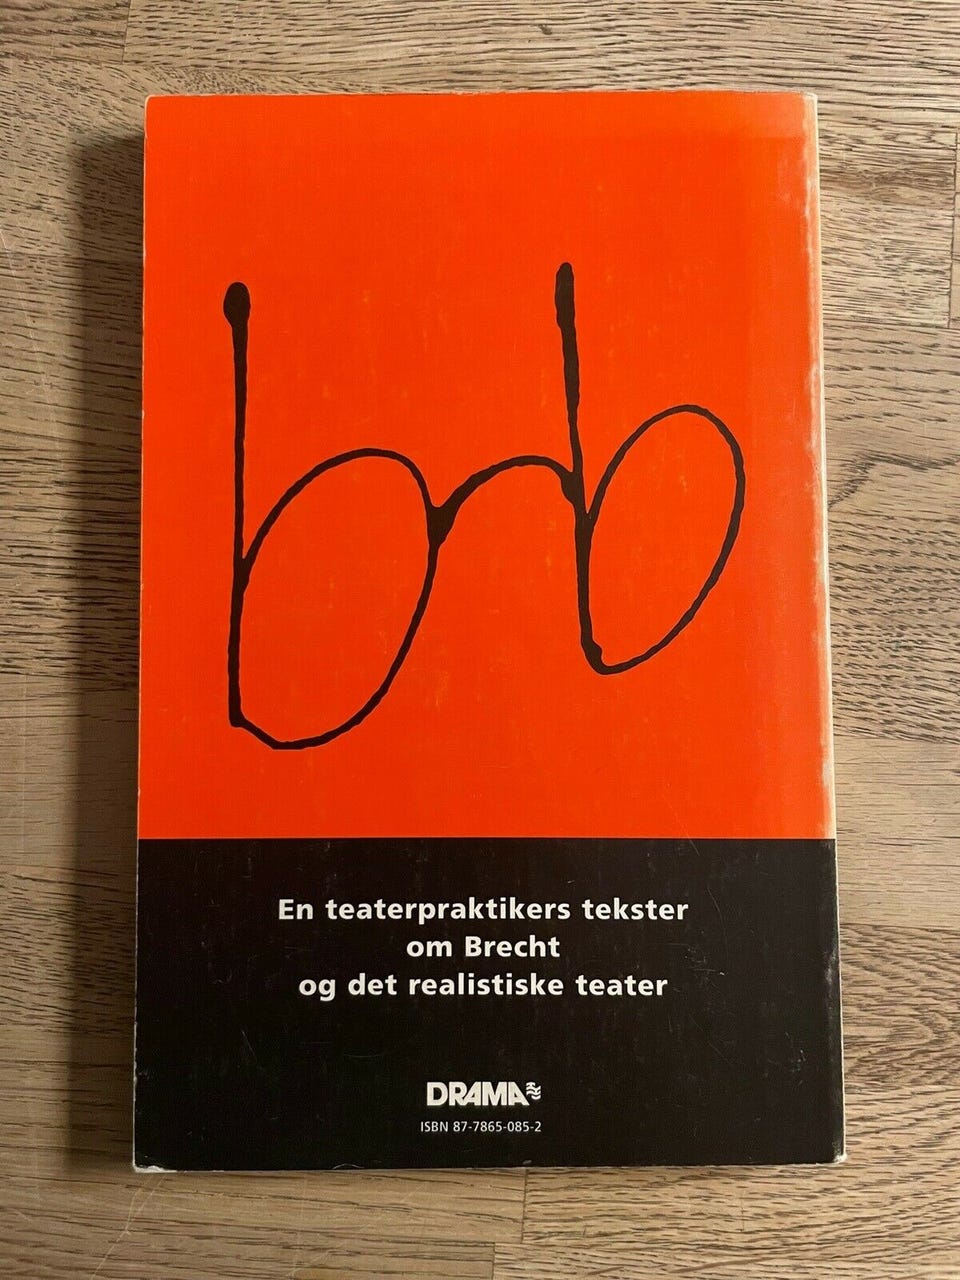 bb
En teaterpraktikers tekster
om Brecht
og det realistiske teater
DRAMA
ISBN 87-7865-085-2